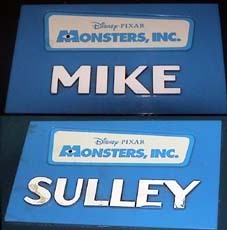 Disney · PIXAR
MONSTERS, INC.
MIKE
Disney · PIXAR
MONSTERS, INC.
SULLEY